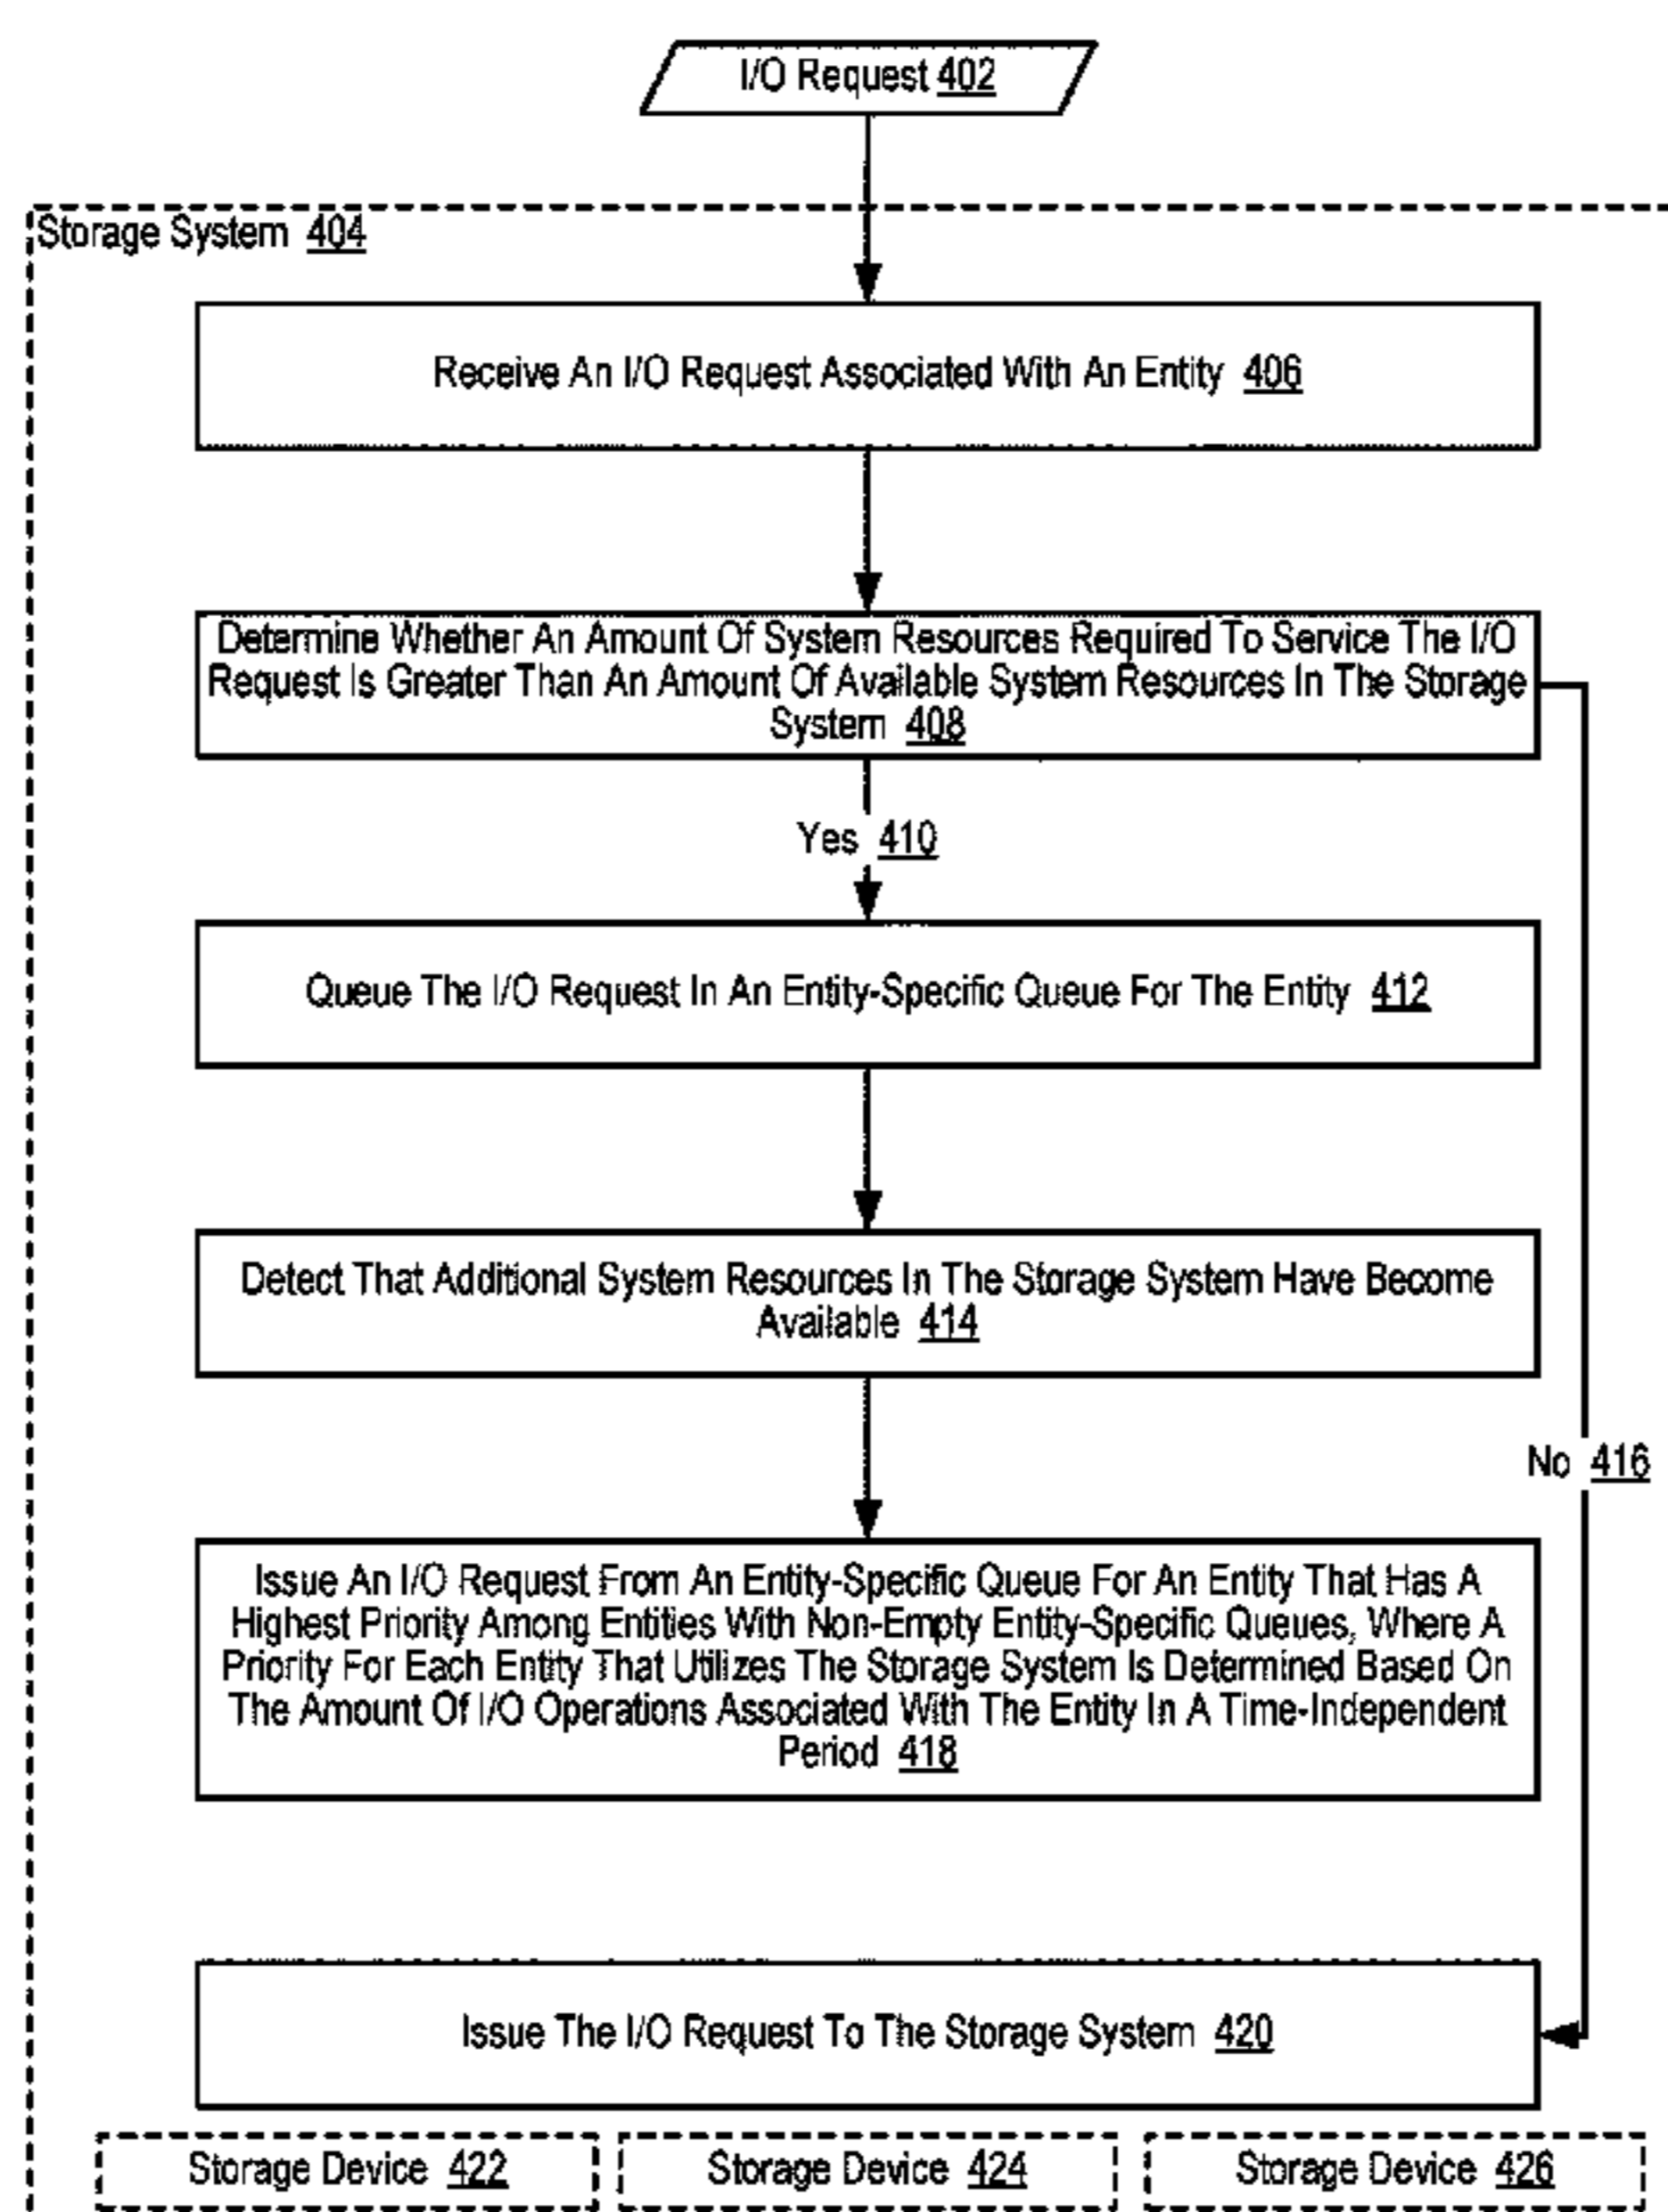 I/O Request 402
Storage System 404
Receive An I/O Request Associated With An Entity 406
Determine Whether An Amount Of System Resources Required To Service The I/O
Request Is Greater Than An Amount Of Available System Resources In The Storage
System 408
Yes 410
Queue The I/O Request In An Entity-Specific Queue For The Entity 412
Detect That Additional System Resources In The Storage System Have Become
Available 414
No 416
Issue An I/O Request From An Entity-Specific Queue For An Entity That Has A
Highest Priority Among Entities With Non-Empty Entity-Specific Queues, Where A
Priority For Each Entity That Utilizes The Storage System Is Determined Based On
The Amount Of I/O Operations Associated With The Entity In A Time-Independent
Period 418
Issue The I/O Request To The Storage System 420
Storage Device 422
Storage Device 424
Storage Device 426